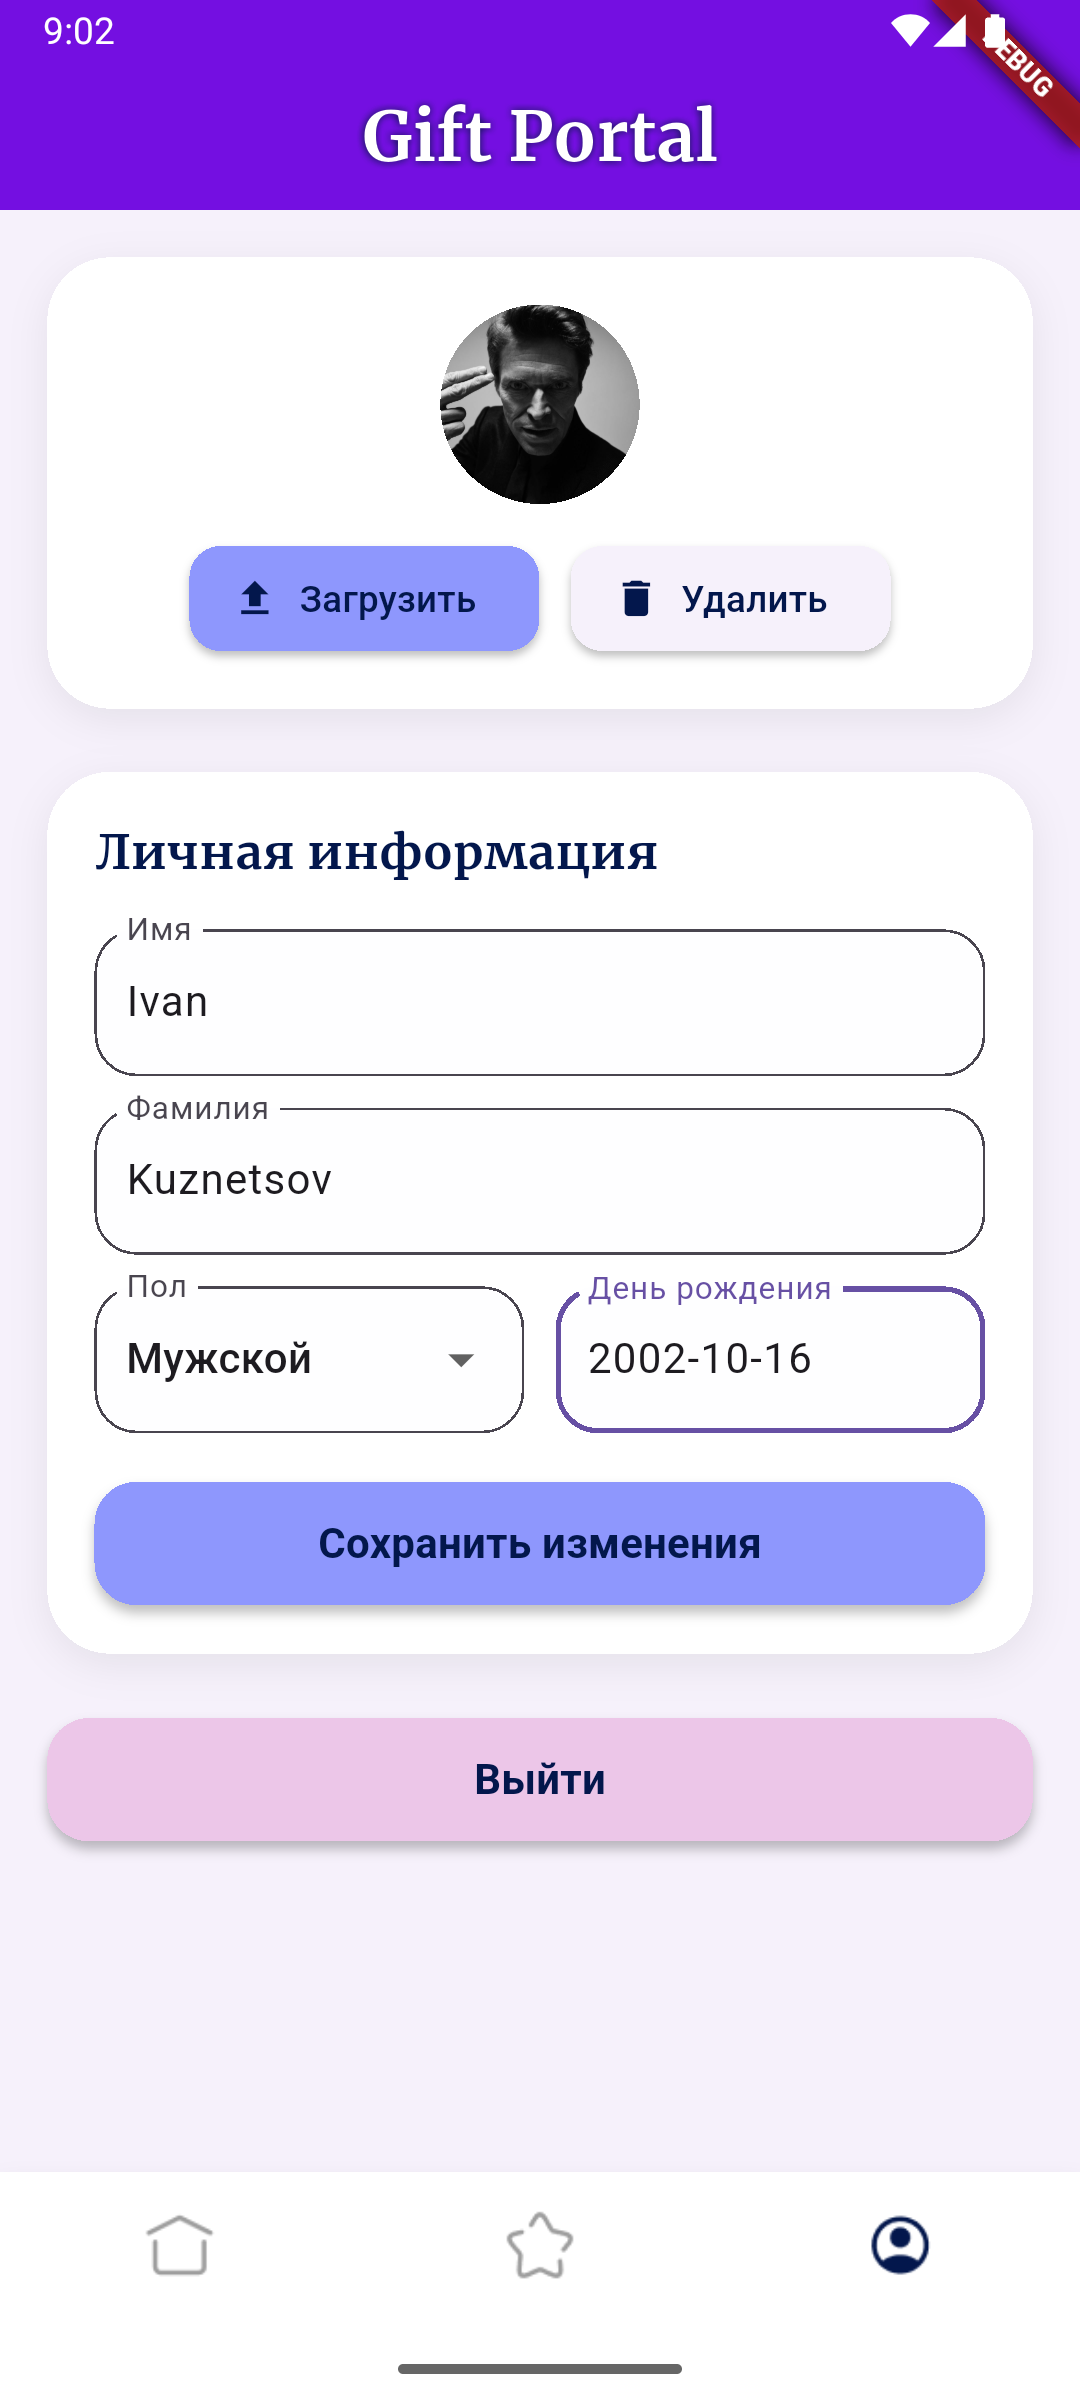 9:02
Gift Portal
Загрузить
Удалить
Личная информация
Имя
Ivan
Фамилия
Kuznetsov
Пол
День рождения
Мужской
2002-10-16
Сохранить изменения
Выйти